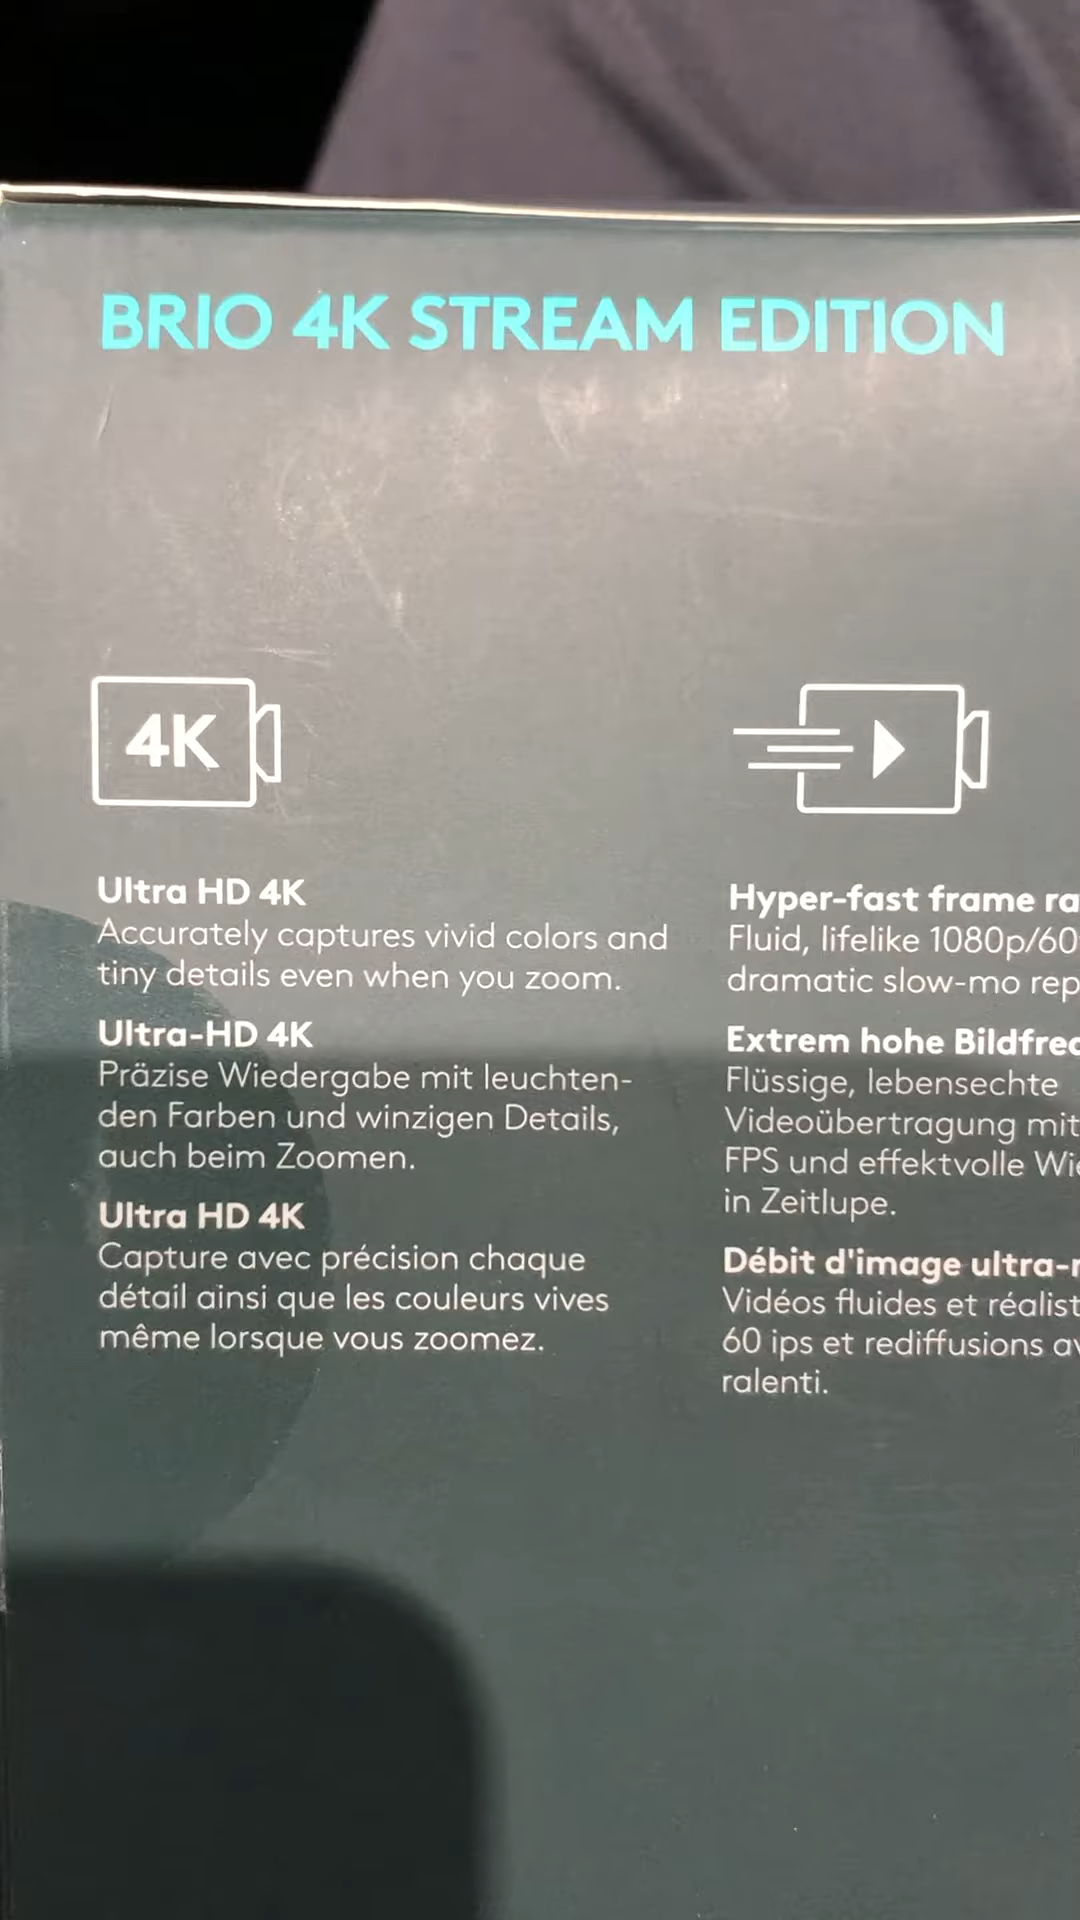 BRIO 4K STREAM EDITION
4K
Ultra HD 4K
Accurately captures vivid colors and
tiny details even when you zoom.
Ultra-HD 4K
Präzise Wiedergabe mit leuchten-
den Farben und winzigen Details,
auch beim Zoomen.
Ultra HD 4K
Capture avec précision chaque
détail ainsi que les couleurs vives
même lorsque vous zoomez.
Hyper-fast frame
Fluid, lifelike 1080p/60
dramatic slow-mo
Extrem hohe
Flüssige, lebensechte
Videoübertragung mit
FPS und effektvolle
in Zeitlupe.
Débit d'image
Vidéos fluides et
60 ips et rediffusions
ralenti.